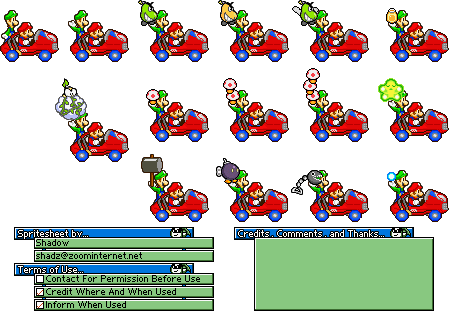 Spritesheet by...
Shadow
shadz@zoominternet.net
Terms of Use...
Contact For Permission Before Use
Credit Where And When Used
Inform When Used
Credits, Comments, and Thanks...